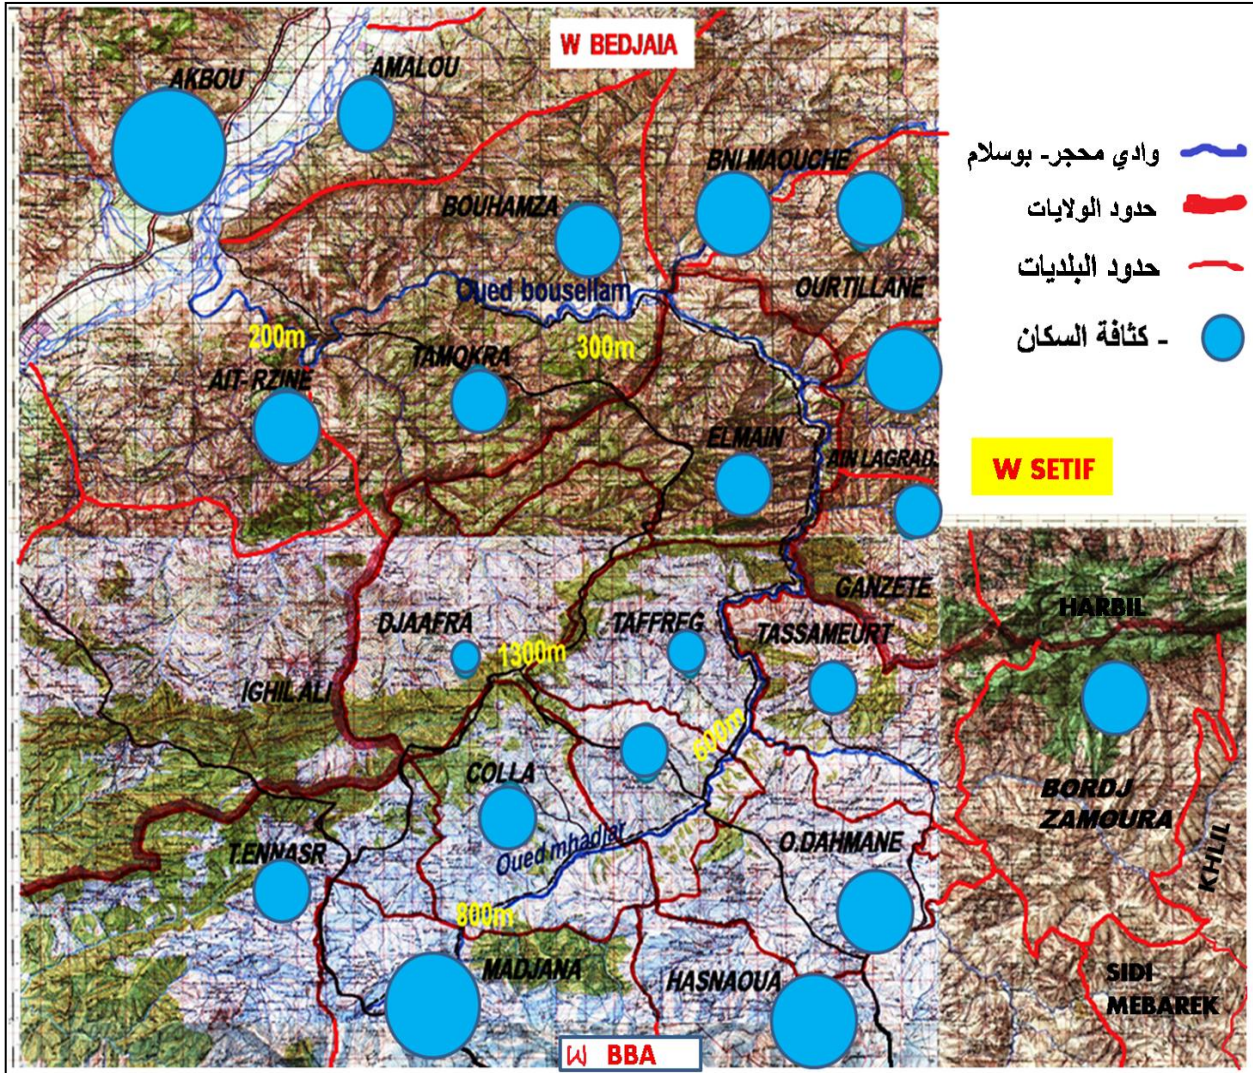 W BEDJAIA
AMALOU
AKBOU
BNI MAOUCHE
وادي محجر- بوسلام
BOUHAMZA
حدود الولايات
حدود البلديات
Oued bousellam
OURTILLANE
200m
300m
TAMOKRA
- كثافة السكان
AIT- RZINE
ELMAIN
AIN LAGRAD.
W SETIF
GANZETE
HARBIL
DJAAFRA
TAFFREG
TASSAMEURT
1300m
IGHIL ALI
600m
COLLA
BORDJ
ZAMOURA
Oued mhadjar
O.DAHMANE
T.ENNASR
KHLIL
800m
MADJANA
HASNAOUA
SIDI
MEBAREK
W BBA